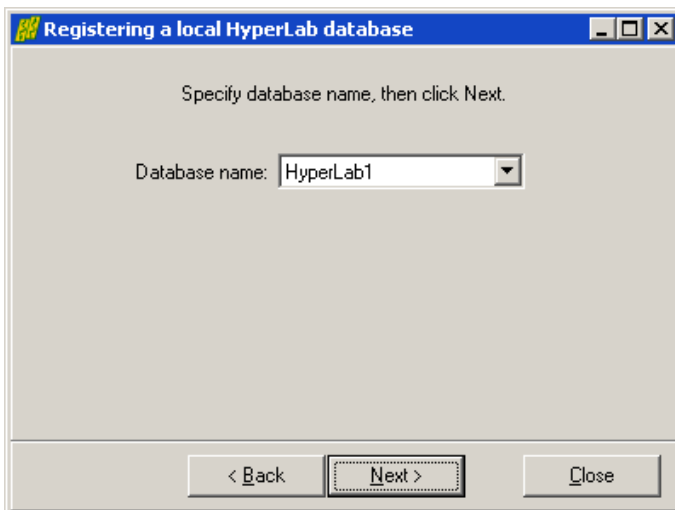 Registering a local HyperLab database
Specify database name, then click Next.
Database name: HyperLab1
< Back Next > Close